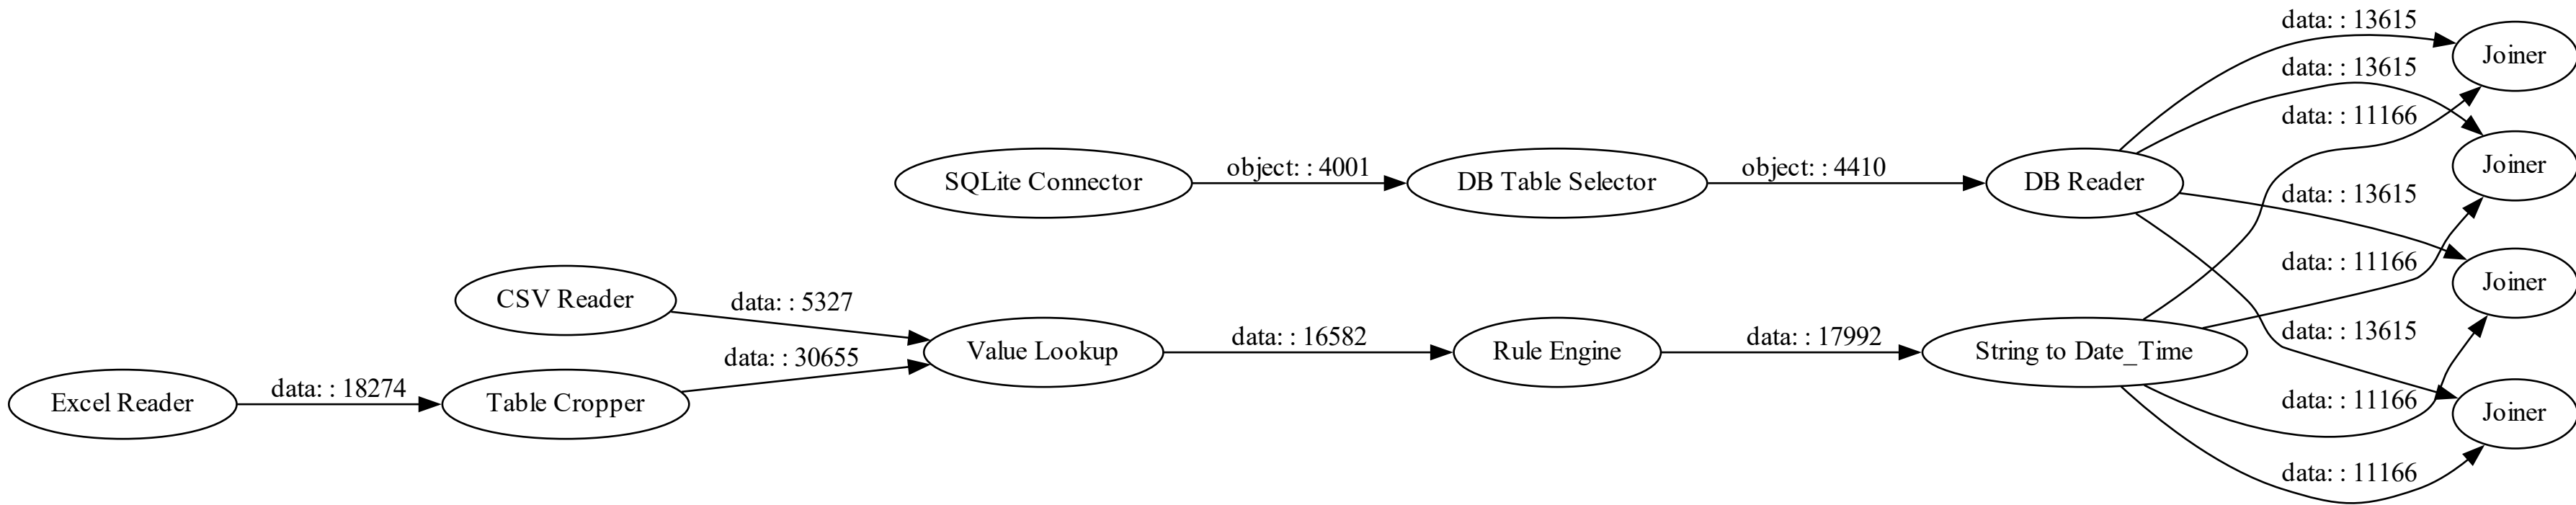 data: : 13615
Joiner
data: : 13615
data: : 11166
Joiner
SQLite Connector
object: : 4001
DB Table Selector
object: : 4410
DB Reader
data: : 13615
data: : 11166
Joiner
CSV Reader
data: : 5327
data: : 13615
Value Lookup
data: : 16582
Rule Engine
data: : 17992
String to Date_Time
data: : 30655
Excel Reader
data: : 18274
Table Cropper
data: : 11166
Joiner
data: : 11166